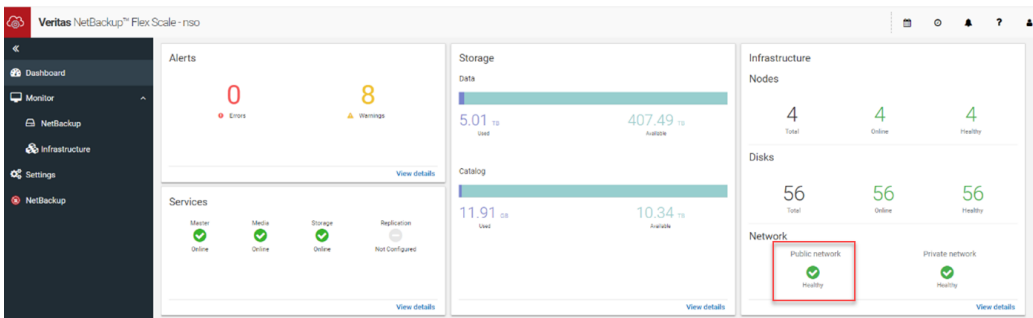 Veritas NetBackup™ Flex Scale - nso
?
«
Dashboard
Monitor
NetBackup
Infrastructure
Settings
NetBackup
Alerts
0
Errors
8
Warnings
View details
Services
Master
Online
Media
Online
Storage
Online
Replication
Not Configured
View details
Storage
Data
5.01 TB
Used
407.49 TB
Available
Catalog
11.91 GB
Used
10.34 TB
Available
View details
Infrastructure
Nodes
4
Total
4
Online
4
Healthy
Disks
56
Total
56
Online
56
Healthy
Network
Public network
Healthy
Private network
Healthy
View details